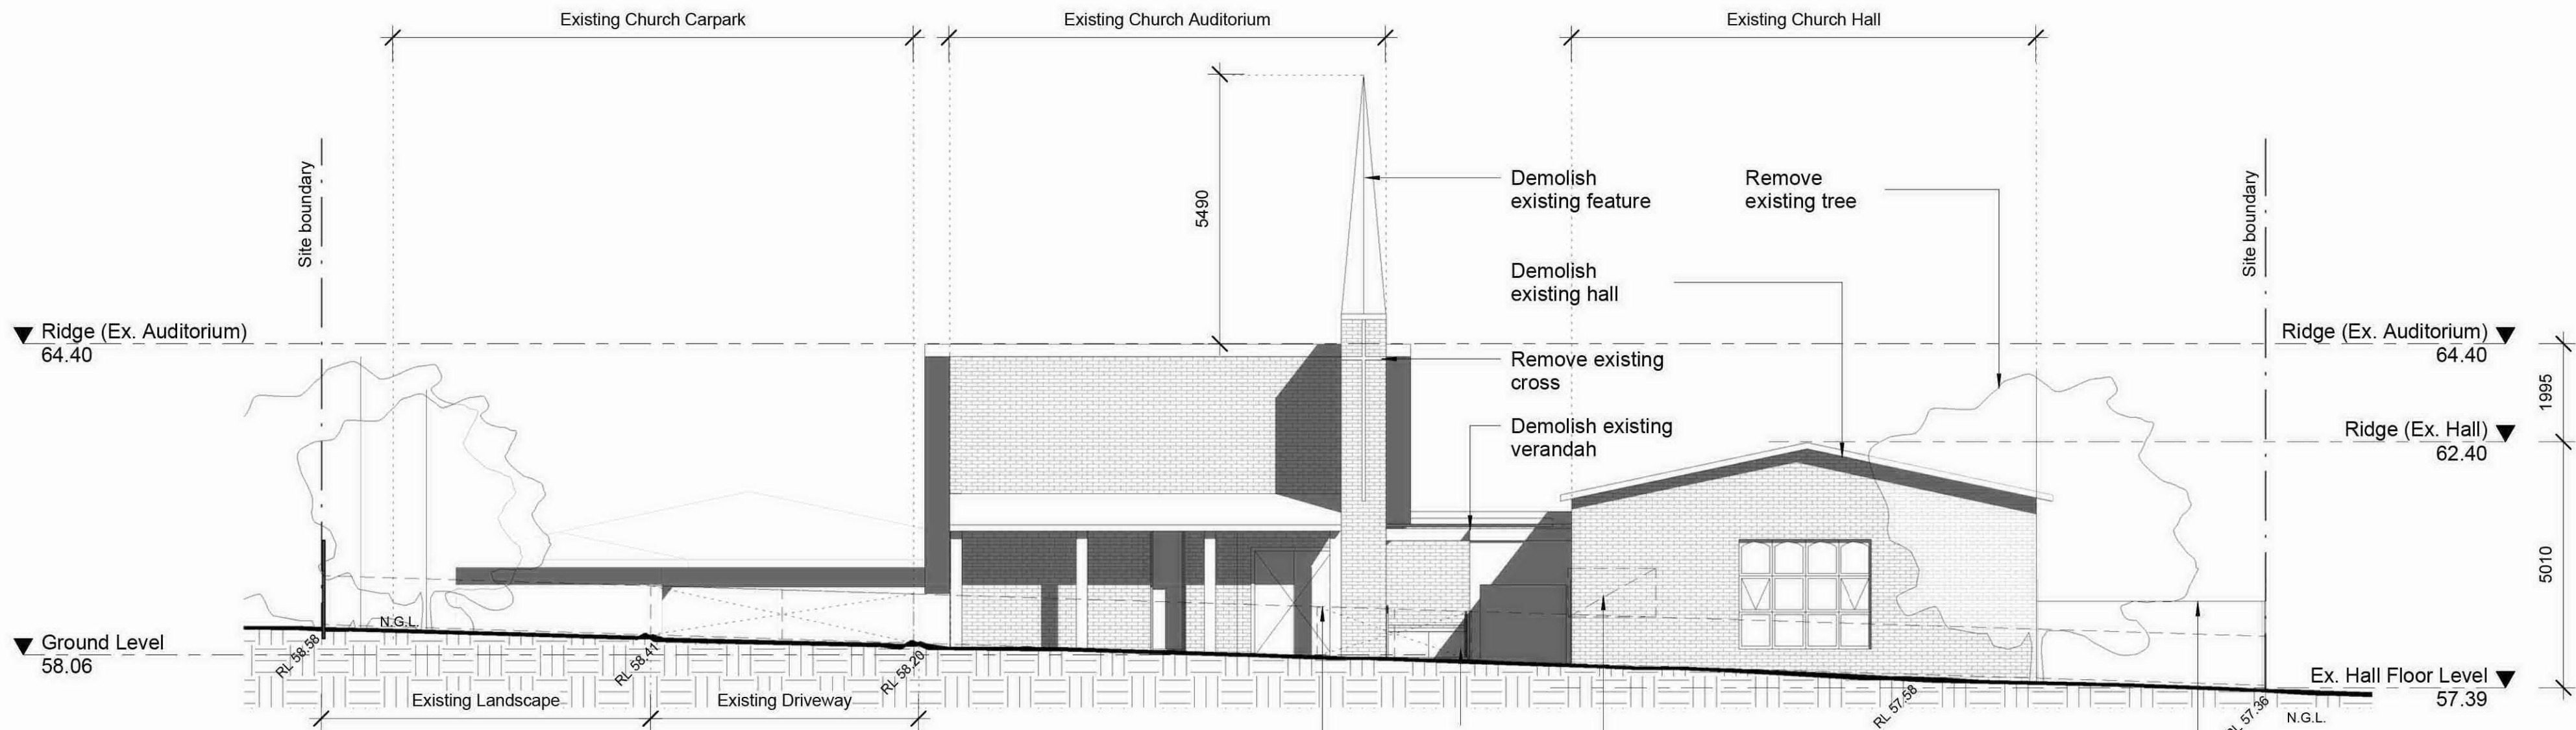 Existing Church Carpark
Existing Church Auditorium
Existing Church Hall
Site boundary
5490
Demolish
existing feature
Remove
existing tree
Site boundary
Demolish
existing hall
Ridge (Ex. Auditorium)
64.40
Ridge (Ex. Auditorium)
64.40
Remove existing
cross
1995
Demolish existing
verandah
Ridge (Ex. Hall)
62.40
5010
N.G.L.
Ground Level
58.06
RL 58.58
RL 58.41
RL 58.20
Existing Landscape
Existing Driveway
Ex. Hall Floor Level
57.39
RL 57.58
RL 57.36
N.G.L.